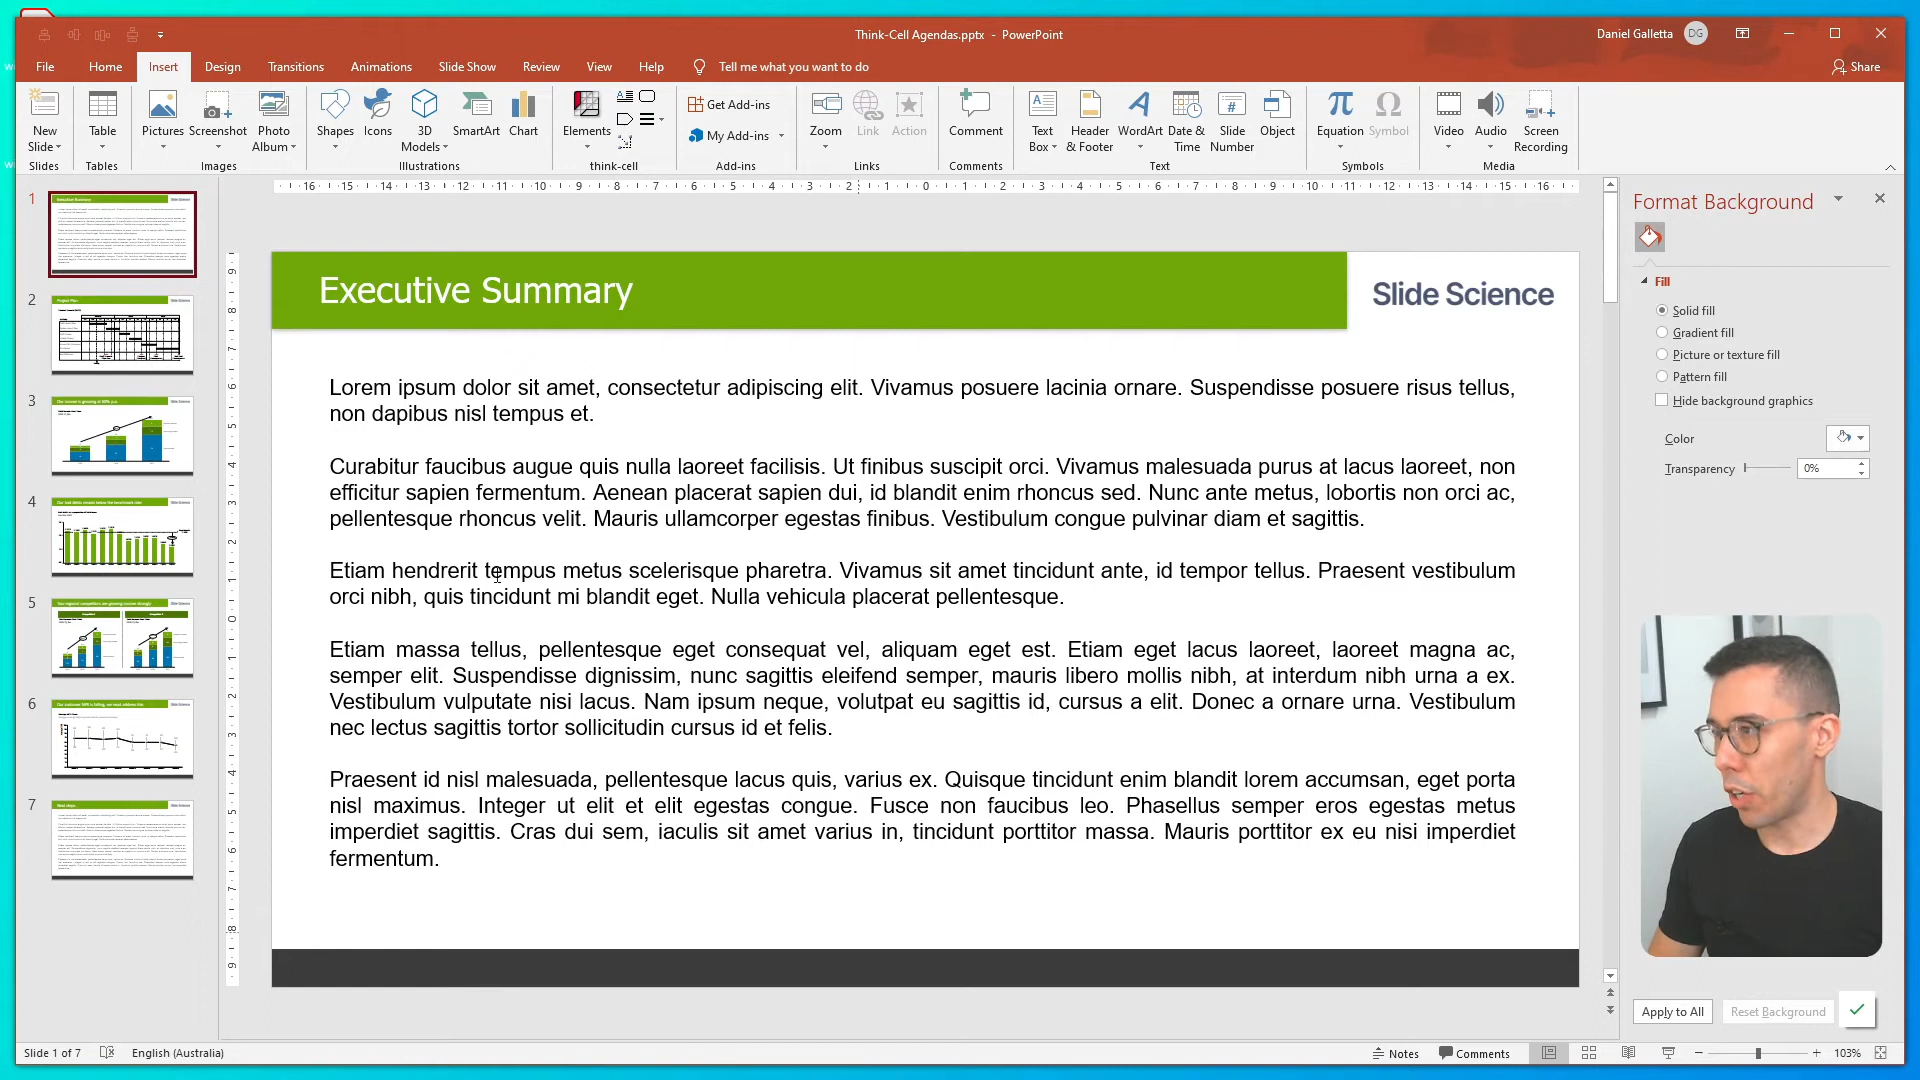 Think-Cell Agendas.pptx - PowerPoint
Daniel Galletta DG
File Home Insert Design Transitions Animations Slide Show Review View Help Tell me what you want to do Share
New Slide Table Pictures Screenshot Photo Album Shapes Icons 3D Models SmartArt Chart Elements Get Add-ins My Add-ins Zoom Link Action Comment Text Box Header & Footer WordArt Date & Time Slide Number Object Equation Symbol Video Audio Screen Recording
Slides Tables Images Illustrations think-cell Add-ins Links Comments Text Symbols Media
1
2
3
4
5
6
7
Executive Summary
Slide Science
Lorem ipsum dolor sit amet, consectetur adipiscing elit. Vivamus posuere lacinia ornare. Suspendisse posuere risus tellus,
non dapibus nisl tempus et.
Curabitur faucibus augue quis nulla laoreet facilisis. Ut finibus suscipit orci. Vivamus malesuada purus at lacus laoreet, non
efficitur sapien fermentum. Aenean placerat sapien dui, id blandit enim rhoncus sed. Nunc ante metus, lobortis non orci ac,
pellentesque rhoncus velit. Mauris ullamcorper egestas finibus. Vestibulum congue pulvinar diam et sagittis.
Etiam hendrerit tempus metus scelerisque pharetra. Vivamus sit amet tincidunt ante, id tempor tellus. Praesent vestibulum
orci nibh, quis tincidunt mi blandit eget. Nulla vehicula placerat pellentesque.
Etiam massa tellus, pellentesque eget consequat vel, aliquam eget est. Etiam eget lacus laoreet, laoreet magna ac,
semper elit. Suspendisse dignissim, nunc sagittis eleifend semper, mauris libero mollis nibh, at interdum nibh urna a ex.
Vestibulum vulputate nisi lacus. Nam ipsum neque, volutpat eu sagittis id, cursus a elit. Donec a ornare urna. Vestibulum
nec lectus sagittis tortor sollicitudin cursus id et felis.
Praesent id nisl malesuada, pellentesque lacus quis, varius ex. Quisque tincidunt enim blandit lorem accumsan, eget porta
nisl maximus. Integer ut elit et elit egestas congue. Fusce non faucibus leo. Phasellus semper eros egestas metus
imperdiet sagittis. Cras dui sem, iaculis sit amet varius in, tincidunt porttitor massa. Mauris porttitor ex eu nisi imperdiet
fermentum.
Format Background
Fill
Solid fill
Gradient fill
Picture or texture fill
Pattern fill
Hide background graphics
Color
Transparency 0%
Apply to All Reset Background
Slide 1 of 7 English (Australia) Notes Comments 103%